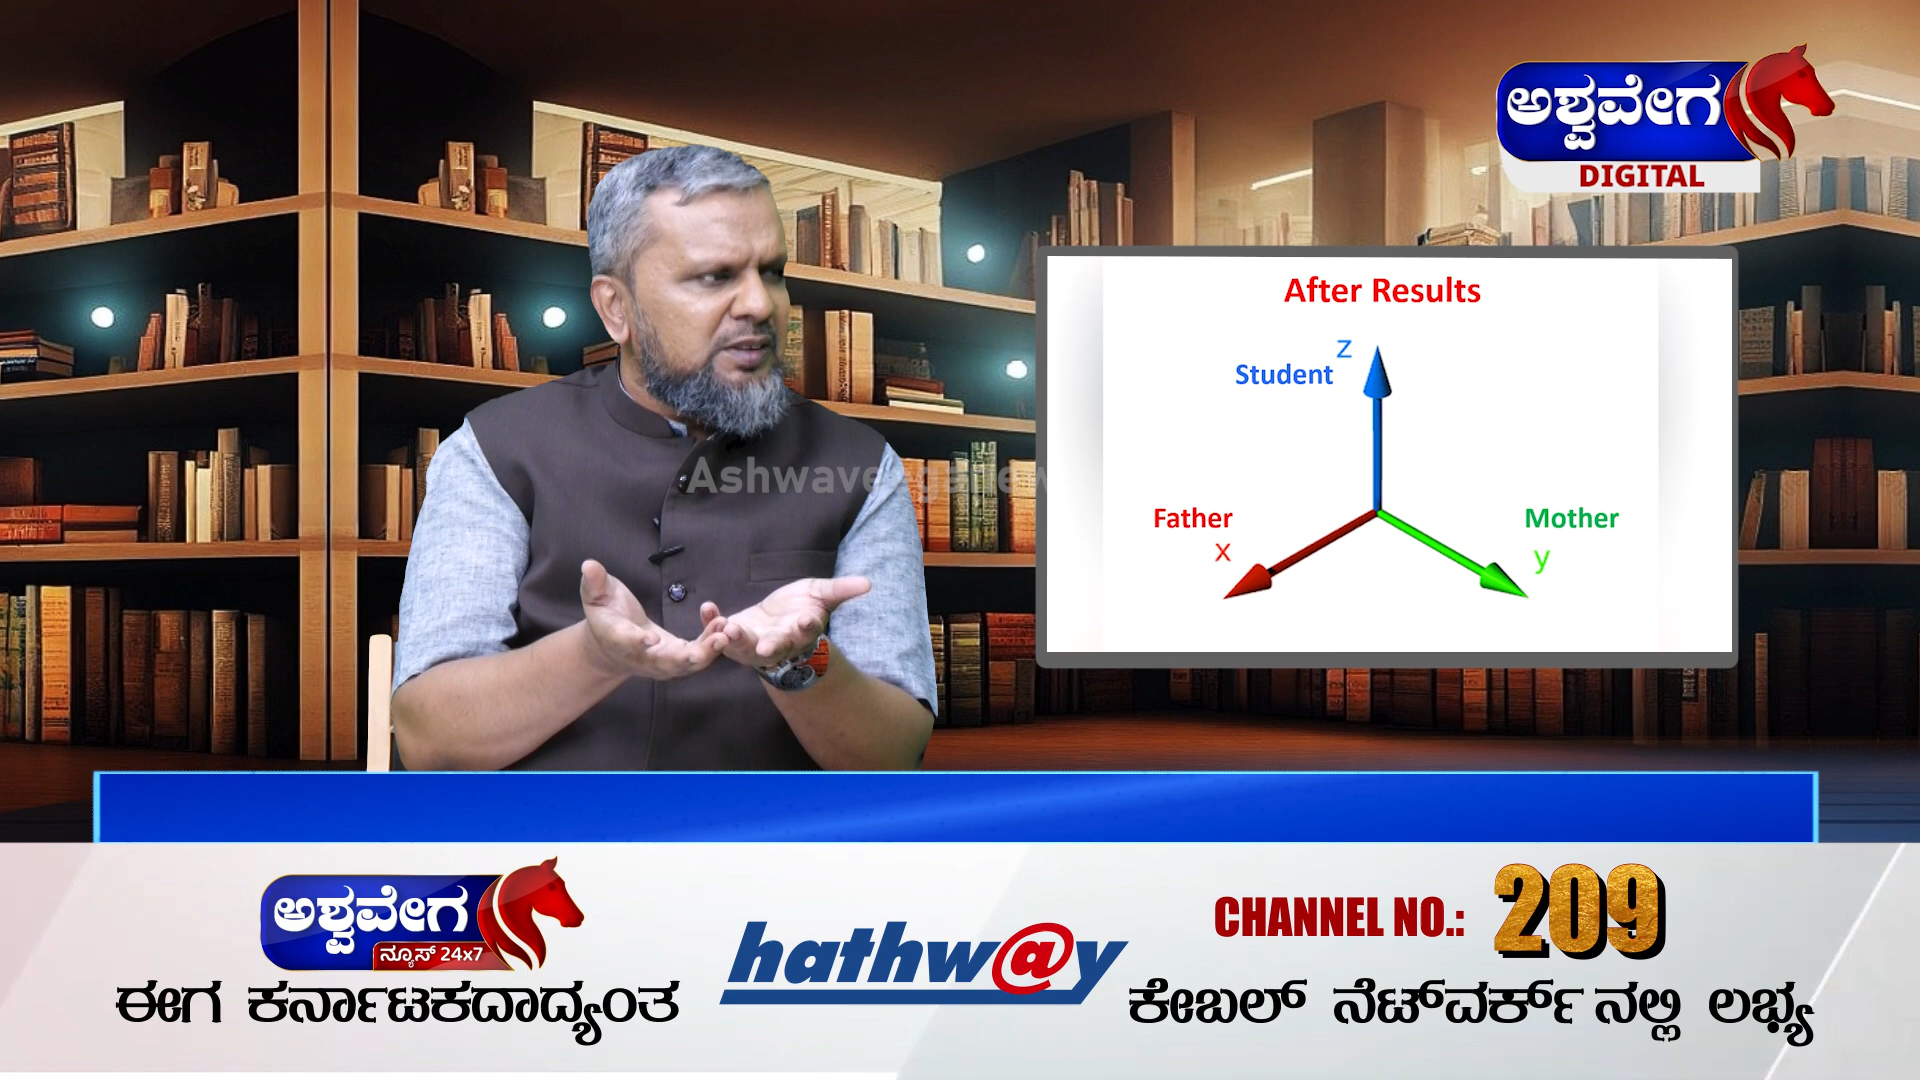 ಅಶ್ವವೇಗ
DIGITAL
After Results
z
Student
Father
x
Mother
y
Ashwaveega
ಅಶ್ವವೇಗ
ನ್ಯೂಸ್ 24x7
ಈಗ ಕರ್ನಾಟಕದಾದ್ಯಂತ
hathw@y
CHANNEL NO.: 209
ಕೇಬಲ್ ನೆಟ್‌ವರ್ಕ್ ನಲ್ಲಿ ಲಭ್ಯ